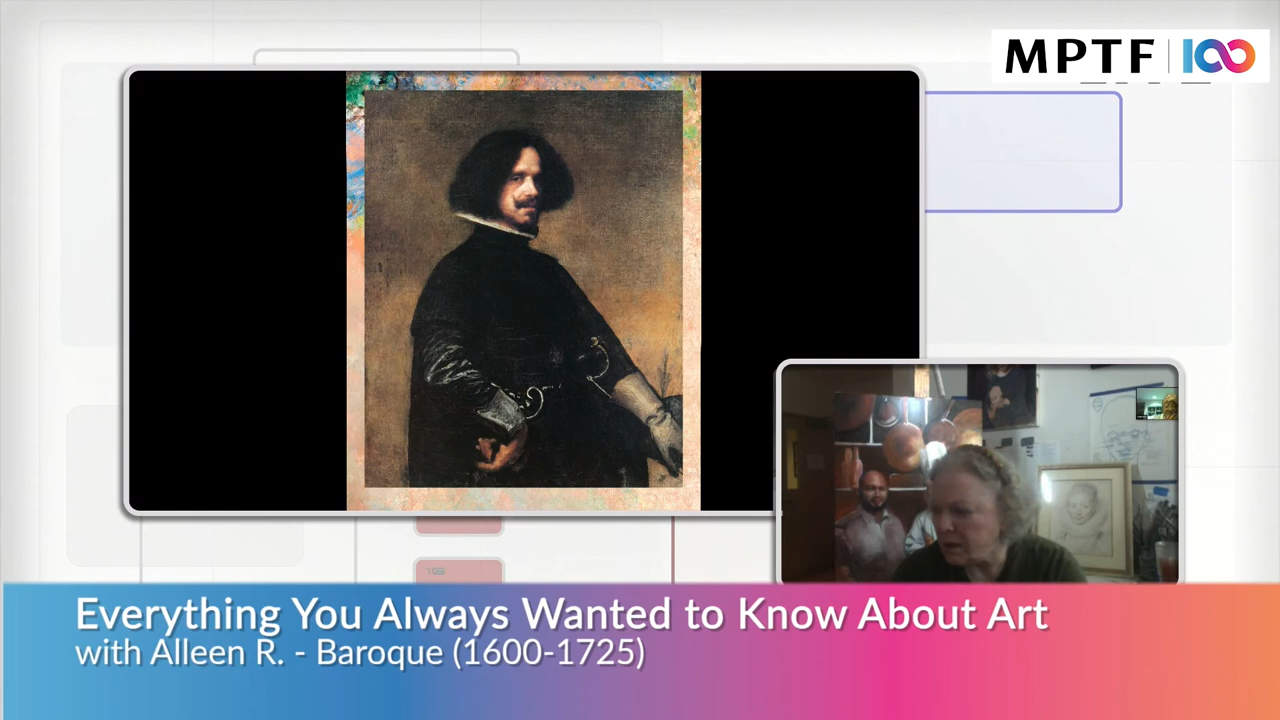 MPTF 100
Everything You Always Wanted to Know About Art
with Alleen R. - Baroque (1600-1725)